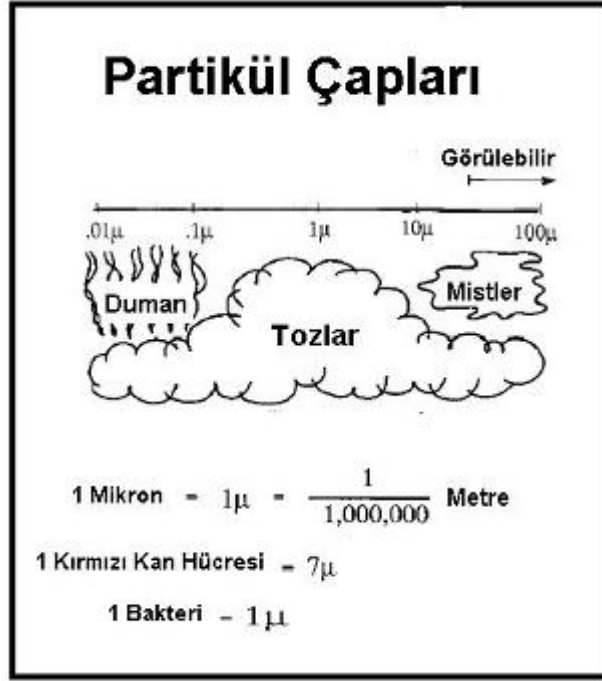 Partikül Çapları
Görülebilir
.01μ .1μ 1μ 10μ 100μ
Duman
Mistler
Tozlar
1 Mikron = 1μ = 1 / 1,000,000 Metre
1 Kırmızı Kan Hücresi = 7μ
1 Bakteri = 1μ